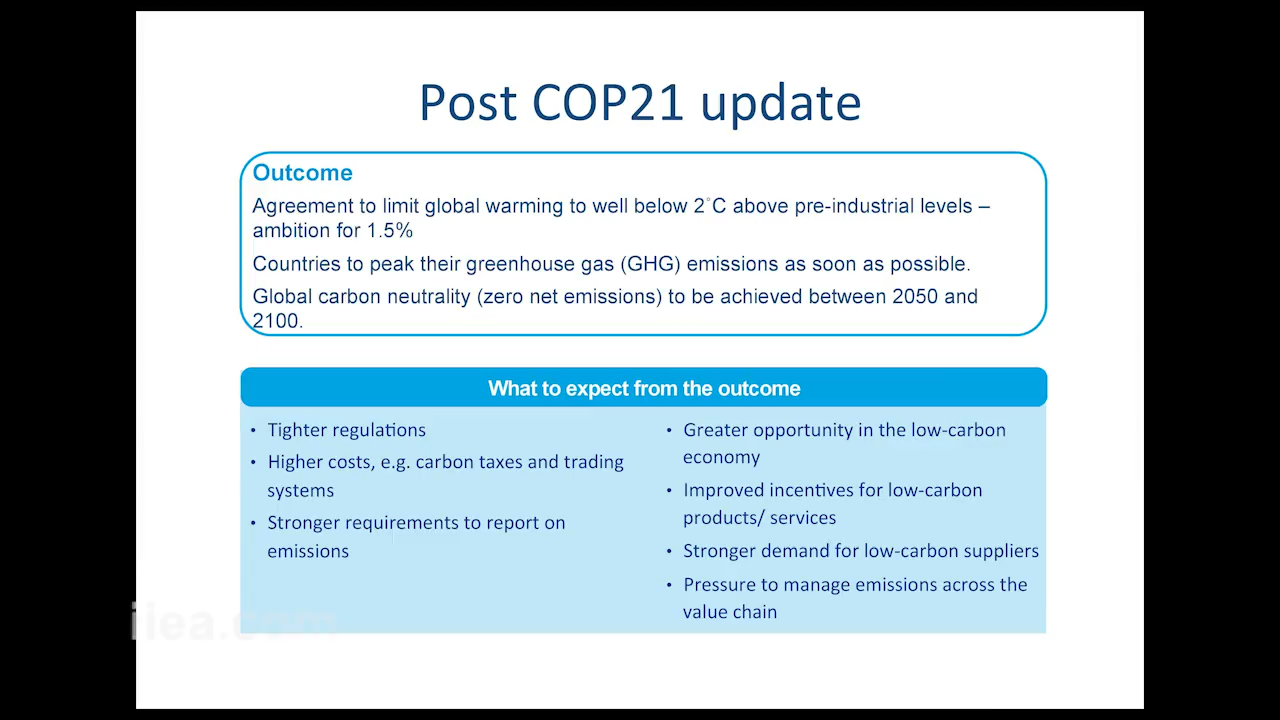 Post COP21 update
Outcome
Agreement to limit global warming to well below 2°C above pre-industrial levels –
ambition for 1.5%
Countries to peak their greenhouse gas (GHG) emissions as soon as possible.
Global carbon neutrality (zero net emissions) to be achieved between 2050 and
2100.
What to expect from the outcome
• Tighter regulations
• Higher costs, e.g. carbon taxes and trading
systems
• Stronger requirements to report on
emissions
• Greater opportunity in the low-carbon
economy
• Improved incentives for low-carbon
products/ services
• Stronger demand for low-carbon suppliers
• Pressure to manage emissions across the
value chain